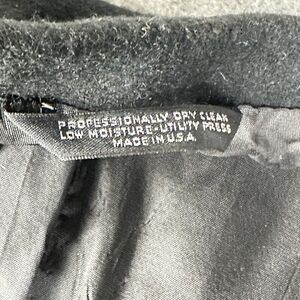 PROFESSIONALLY DRY CLEAN
LOW MOISTURE-UTILITY PRESS
MADE IN U.S.A.